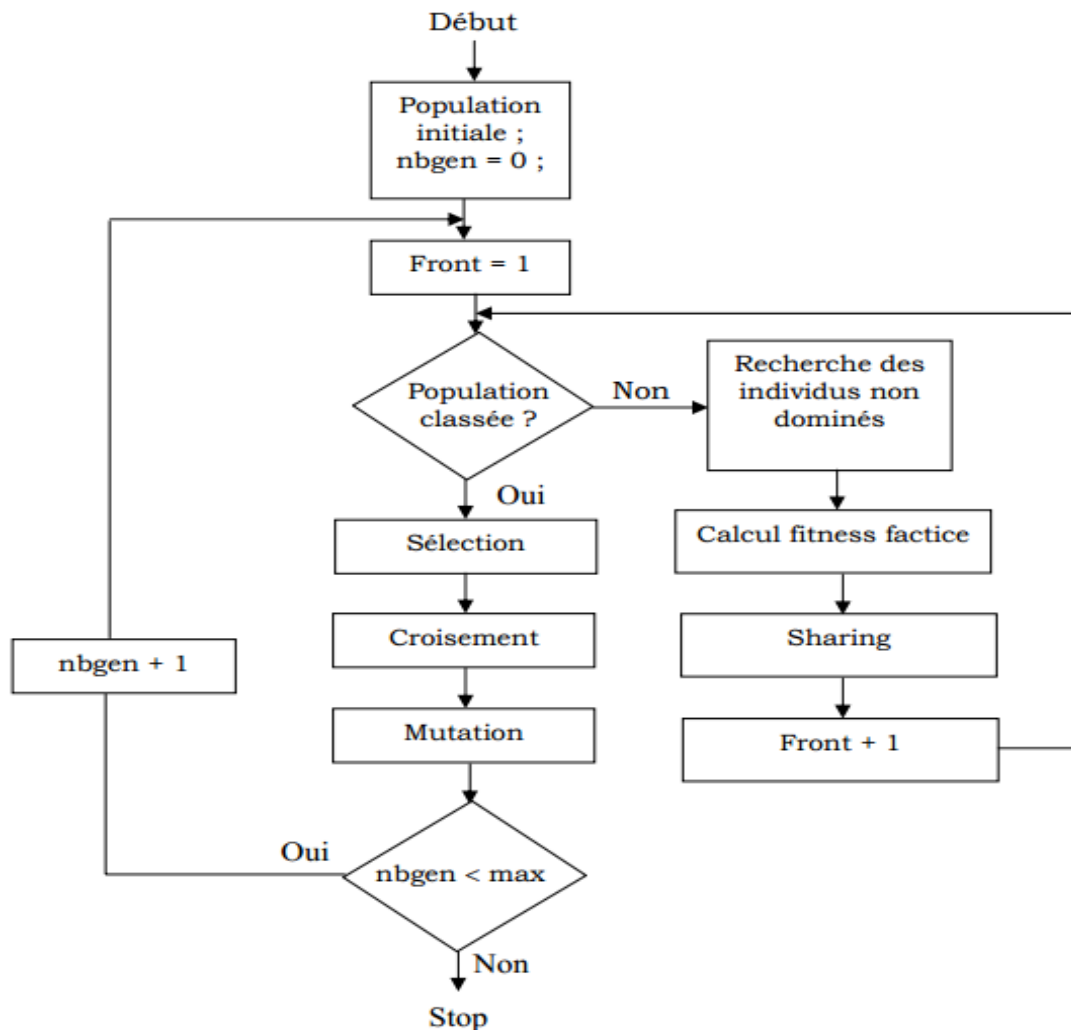 Début
Population
initiale ;
nbgen = 0 ;
Front = 1
Population
classée ?
Non
Recherche des
individus non
dominés
Oui
Calcul fitness factice
Sélection
Sharing
Croisement
nbgen + 1
Mutation
Front + 1
Oui
nbgen < max
Non
Stop